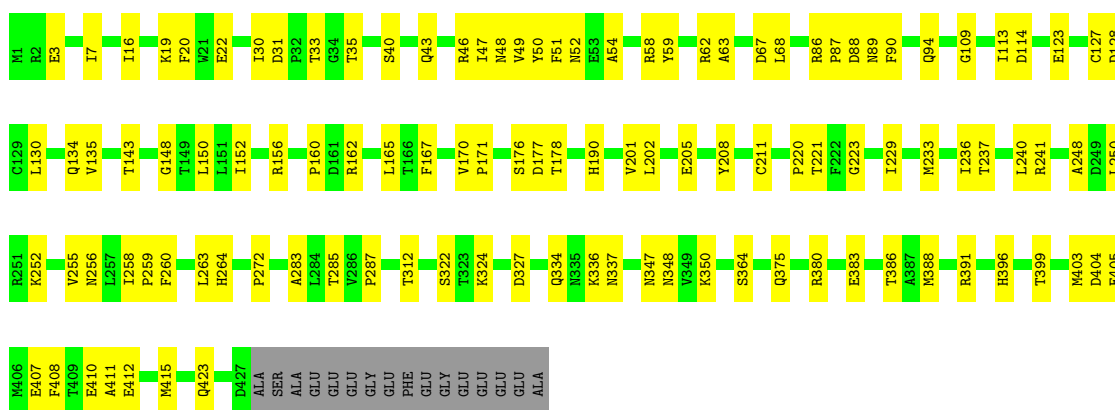 M1 R2 E3 I7 I16 K19 F20 W21 E22 I30 D31 P32 T33 G34 T35 S40 Q43 R46 I47 N48 V49 Y50 F51 N52 E53 A54 R58 Y59 R62 A63 D67 L68 R86 P87 D88 N89 F90 Q94 G109 I113 D114 E123 C127 D128
C129 L130 Q134 V135 T143 G148 T149 L150 L151 I152 R156 P160 D161 R162 L165 T166 F167 V170 P171 S176 D177 T178 H190 V201 L202 E205 Y208 C211 P220 T221 F222 G223 I229 M233 I236 T237 L240 R241 A248 D249 L250
R251 K252 V255 N256 L257 I258 P259 F260 L263 H264 P272 A283 L284 T285 V286 P287 T312 S322 T323 K324 D327 Q334 N335 K336 N337 N347 N348 V349 K350 S364 Q375 R380 E383 T386 A387 M388 R391 H396 T399 M403 D404 E405
M406 E407 F408 T409 E410 A411 E412 M415 Q423 D427 ALA SER ALA GLU GLU GLU GLY GLU PHE GLU GLY GLU GLU GLU GLU ALA